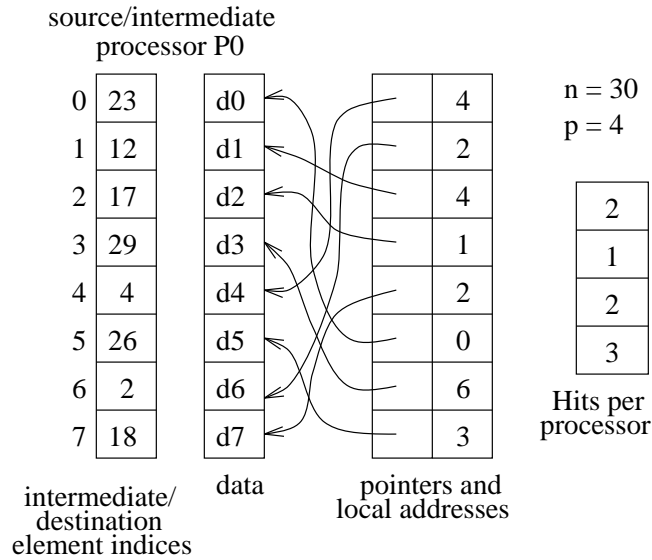 source/intermediate
processor P0
n = 30
p = 4
0 23 d0 4
1 12 d1 2
2 17 d2 4
3 29 d3 1
4 4 d4 2
5 26 d5 0
6 2 d6 6
7 18 d7 3
2
1
2
3
Hits per
processor
intermediate/
destination
element indices
data
pointers and
local addresses